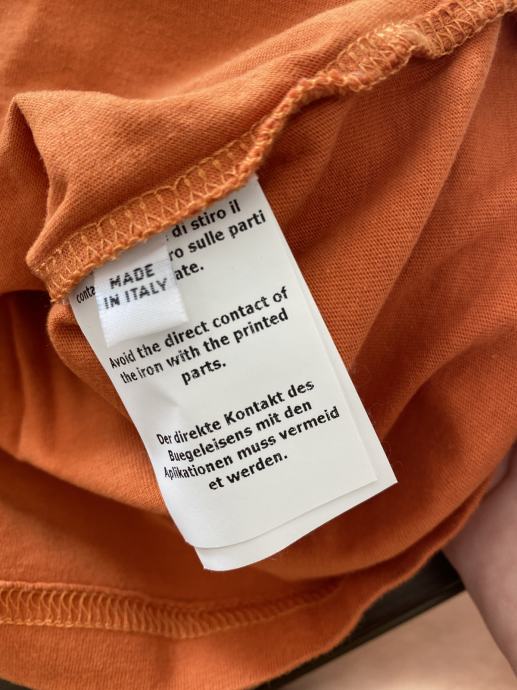 di stiro il
ro sulle parti
ate.
MADE
IN ITALY
Avoid the direct contact of
the iron with the printed
parts.
Der direkte Kontakt des
Buegeleisens mit den
Aplikationen muss vermeid
et werden.